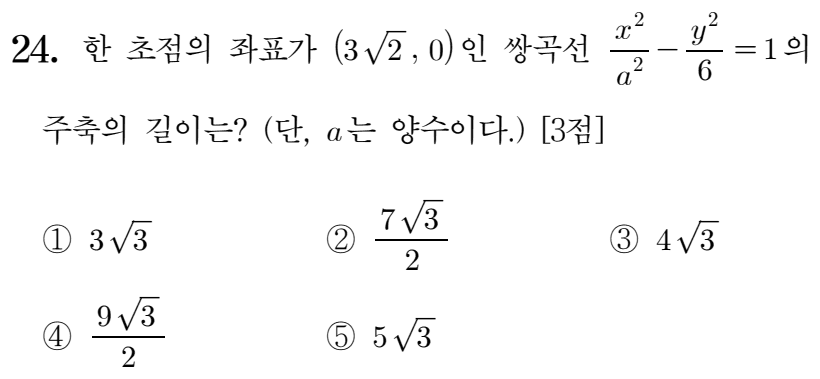 24. 한 초점의 좌표가 (3√2, 0)인 쌍곡선 x²/a² − y²/6 = 1의
주축의 길이는? (단, a는 양수이다.) [3점]
① 3√3 ② 7√3/2 ③ 4√3
④ 9√3/2 ⑤ 5√3